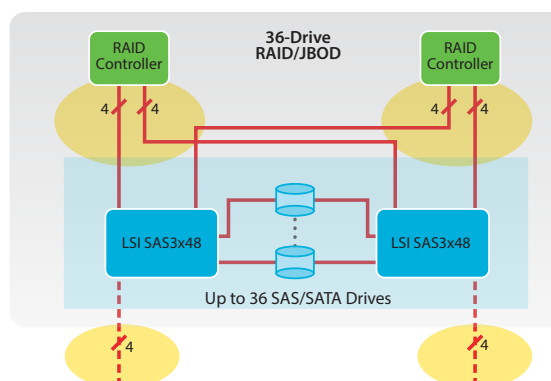 36-Drive
RAID/JBOD
RAID
Controller
RAID
Controller
4
4
4
4
LSI SAS3x48
LSI SAS3x48
Up to 36 SAS/SATA Drives
4
4